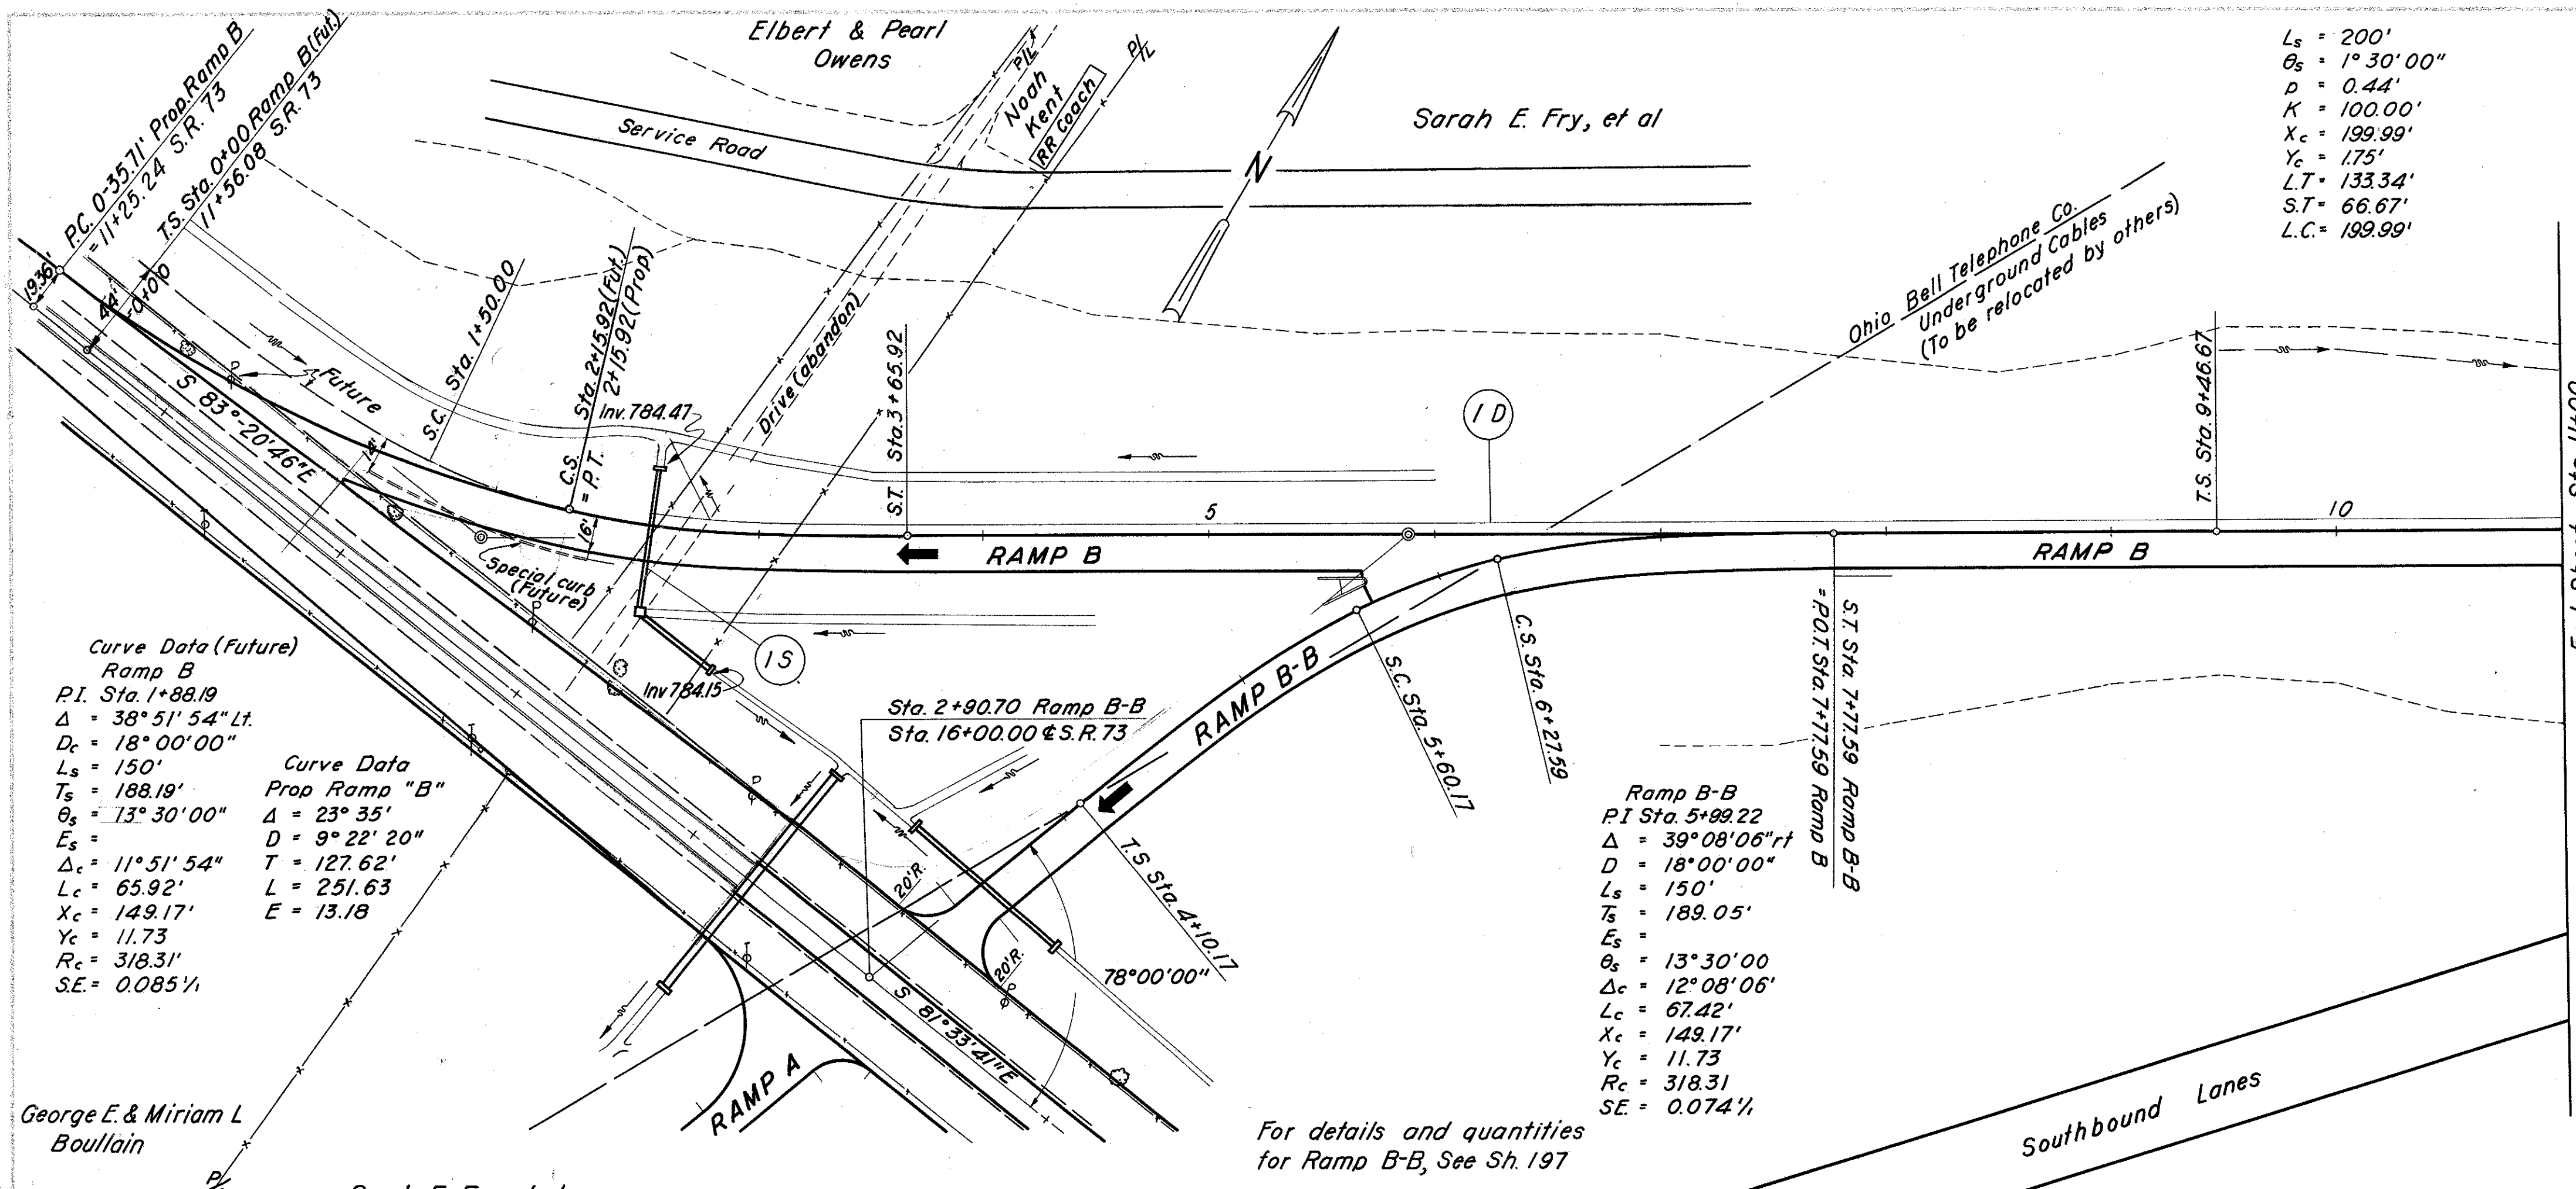 Elbert & Pearl
Owens
P.C. 0-35.71' Prop. Ramp B
= 11+25.24 S.R. 73
T.S. Sta. 0+00 Ramp B (Fut.)
11+56.08 S.R. 73
19.36'
44'
-0+00
S 83°-20'46"E
Future
14'
S.C. Sta. 1+50.00
C.S. Sta. 2+15.92 (Fut.)
= P.T. 2+15.92 (Prop)
Inv. 784.47
16'
Special curb
(Future)
Service Road
Drive (abandon)
P/L
Noah
Kent
RR Coach
P/L
N
Sarah E. Fry, et al
S.T. Sta. 3+65.92
5
1 D
RAMP B
Ohio Bell Telephone Co.
Underground Cables
(To be relocated by others)
T.S. Sta. 9+46.67
10
RAMP B
Ls = 200'
θs = 1°30'00"
p = 0.44'
K = 100.00'
Xc = 199.99'
Yc = 1.75'
L.T = 133.34'
S.T = 66.67'
L.C. = 199.99'
Inv 784.15
1 S
Curve Data (Future)
Ramp B
P.I. Sta. 1+88.19
Δ = 38°51'54" Lt.
Dc = 18°00'00"
Ls = 150'
Ts = 188.19'
θs = 13°30'00"
Es =
Δc = 11°51'54"
Lc = 65.92'
Xc = 149.17'
Yc = 11.73
Rc = 318.31'
S.E. = 0.085'/1
Curve Data
Prop Ramp "B"
Δ = 23°35'
D = 9°22'20"
T = 127.62'
L = 251.63
E = 13.18
Sta. 2+90.70 Ramp B-B
Sta. 16+00.00 ℄ S.R. 73
RAMP B-B
S.C. Sta. 5+60.17
C.S. Sta. 6+27.59
S.T. Sta. 7+77.59 Ramp B-B
= P.O.T. Sta. 7+77.59 Ramp B
T.S Sta. 4+10.17
20'R.
20'R.
78°00'00"
S 81°33'41"E
RAMP A
Ramp B-B
P.I Sta. 5+99.22
Δ = 39°08'06" rt
D = 18°00'00"
Ls = 150'
Ts = 189.05'
Es =
θs = 13°30'00
Δc = 12°08'06'
Lc = 67.42'
Xc = 149.17'
Yc = 11.73
Rc = 318.31
S.E. = 0.074'/1
George E. & Miriam L
Boullain
P/L
For details and quantities
for Ramp B-B, See Sh. 197
Southbound Lanes